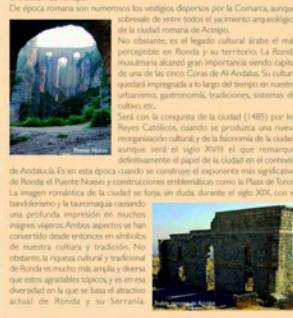 De época romana son numerosos los vestigios dispersos por la Comarca, aunque
sobresale de entre todos el yacimiento arqueológico
de la ciudad romana de Acinipo.
No obstante, es el legado cultural árabe el más
perceptible en Ronda y su territorio. La Ronda
musulmana alcanzó gran importancia siendo capital
de una de las cinco Coras de Al-Andalus. Su cultura
quedará impregnada a lo largo del tiempo en nuestro
urbanismo, gastronomía, tradiciones, sistemas de
cultivo, etc.
Será con la conquista de la ciudad (1485) por los
Reyes Católicos, cuando se produzca una nueva
reorganización cultural, y de la fisionomía de la ciudad,
aunque será el siglo XVIII el que remarque
definitivamente el papel de la ciudad en el contexto
de Andalucía. Es en esta época cuando se construye el exponente más significativo
de Ronda el Puente Nuevo y construcciones emblemáticas como la Plaza de Toros.
La imagen romántica de la ciudad se forja, sin duda, durante el siglo XIX, con el
bandolerismo y la tauromaquia causando
una profunda impresión en muchos
insignes viajeros. Ambos aspectos se han
convertido desde entonces en símbolos
de nuestra cultura y tradición. No
obstante, la riqueza cultural y tradicional
de Ronda es mucho más amplia y diversa
que estos agradables tópicos, y es en esa
diversidad en la que se basa el atractivo
actual de Ronda y su Serranía.
Puente Nuevo
Teatro romano de Acinipo